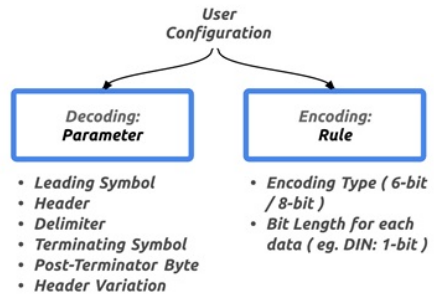 User
Configuration
Decoding:
Parameter
• Leading Symbol
• Header
• Delimiter
• Terminating Symbol
• Post-Terminator Byte
• Header Variation
Encoding:
Rule
• Encoding Type ( 6-bit
/ 8-bit )
• Bit Length for each
data ( eg. DIN: 1-bit )